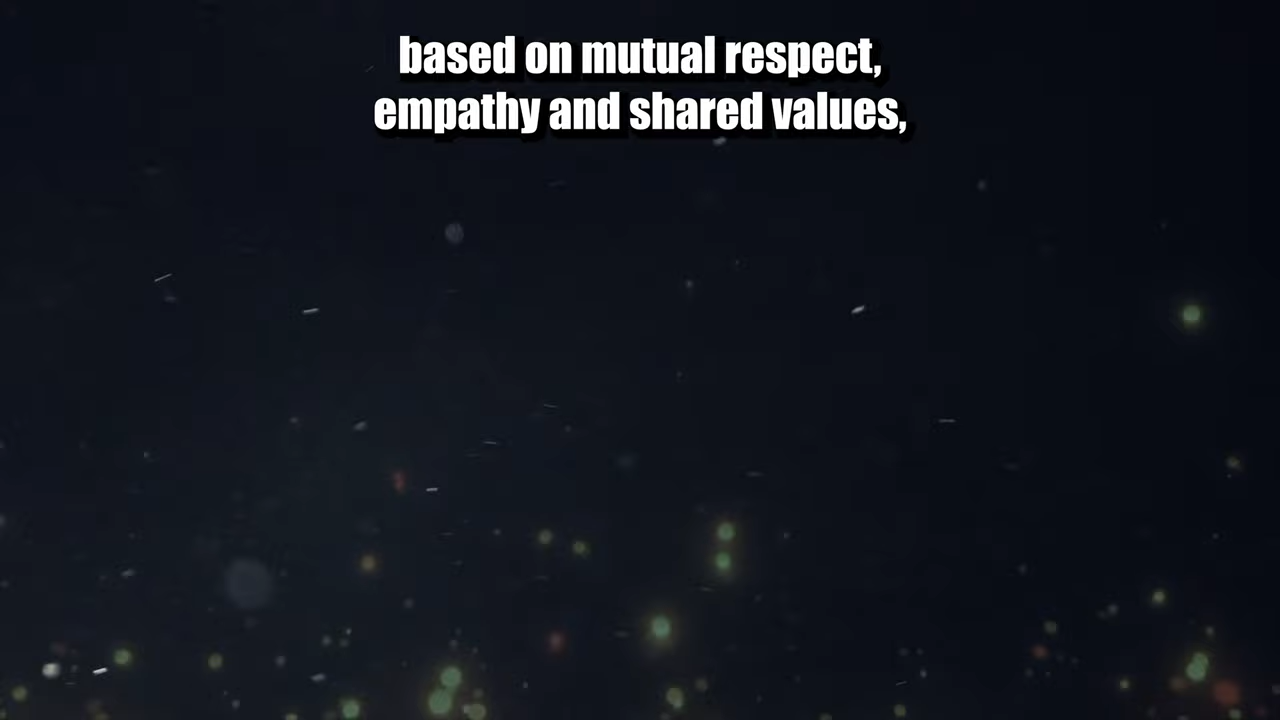 based on mutual respect,
empathy and shared values,